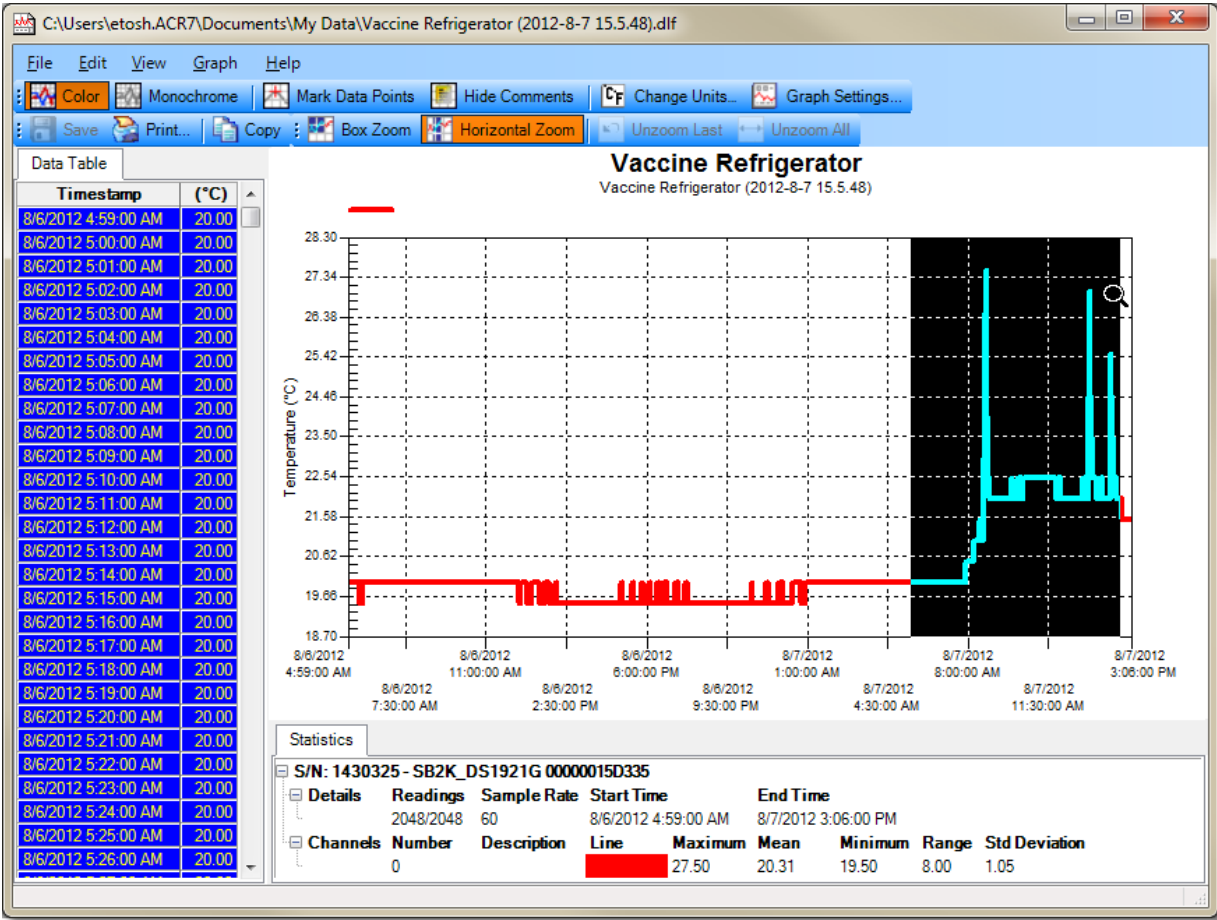 C:\Users\etosh.ACR7\Documents\My Data\Vaccine Refrigerator (2012-8-7 15.5.48).dlf
File Edit View Graph Help
Color Monochrome Mark Data Points Hide Comments Change Units... Graph Settings...
Save Print... Copy Box Zoom Horizontal Zoom Unzoom Last Unzoom All
Data Table
Timestamp (°C)
8/6/2012 4:59:00 AM 20.00
8/6/2012 5:00:00 AM 20.00
8/6/2012 5:01:00 AM 20.00
8/6/2012 5:02:00 AM 20.00
8/6/2012 5:03:00 AM 20.00
8/6/2012 5:04:00 AM 20.00
8/6/2012 5:05:00 AM 20.00
8/6/2012 5:06:00 AM 20.00
8/6/2012 5:07:00 AM 20.00
8/6/2012 5:08:00 AM 20.00
8/6/2012 5:09:00 AM 20.00
8/6/2012 5:10:00 AM 20.00
8/6/2012 5:11:00 AM 20.00
8/6/2012 5:12:00 AM 20.00
8/6/2012 5:13:00 AM 20.00
8/6/2012 5:14:00 AM 20.00
8/6/2012 5:15:00 AM 20.00
8/6/2012 5:16:00 AM 20.00
8/6/2012 5:17:00 AM 20.00
8/6/2012 5:18:00 AM 20.00
8/6/2012 5:19:00 AM 20.00
8/6/2012 5:20:00 AM 20.00
8/6/2012 5:21:00 AM 20.00
8/6/2012 5:22:00 AM 20.00
8/6/2012 5:23:00 AM 20.00
8/6/2012 5:24:00 AM 20.00
8/6/2012 5:25:00 AM 20.00
8/6/2012 5:26:00 AM 20.00
Vaccine Refrigerator
Vaccine Refrigerator (2012-8-7 15.5.48)
Temperature (°C)
28.30
27.34
26.38
25.42
24.46
23.50
22.54
21.58
20.62
19.66
18.70
8/6/2012 8/6/2012 8/6/2012 8/7/2012 8/7/2012 8/7/2012
4:59:00 AM 11:00:00 AM 6:00:00 PM 1:00:00 AM 8:00:00 AM 3:06:00 PM
8/6/2012 8/6/2012 8/6/2012 8/7/2012 8/7/2012
7:30:00 AM 2:30:00 PM 9:30:00 PM 4:30:00 AM 11:30:00 AM
Statistics
S/N: 1430325 - SB2K_DS1921G 00000015D335
Details Readings Sample Rate Start Time End Time
2048/2048 60 8/6/2012 4:59:00 AM 8/7/2012 3:06:00 PM
Channels Number Description Line Maximum Mean Minimum Range Std Deviation
0 27.50 20.31 19.50 8.00 1.05